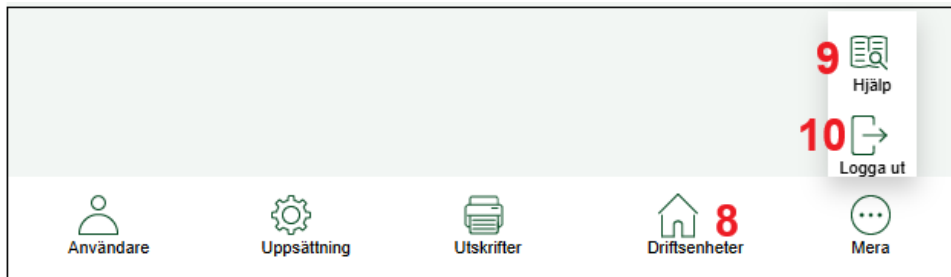 9
Hjälp
10
Logga ut
Användare
Uppsättning
Utskrifter
Driftsenheter
8
Mera